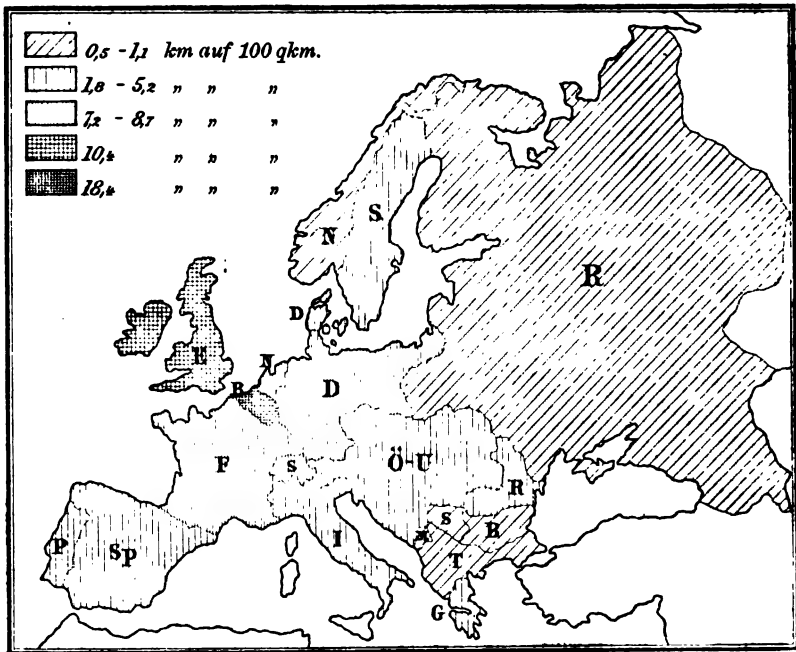 0,5 - 1,1 km auf 100 qkm.
1,8 - 5,2 " " "
7,2 - 8,7 " " "
10,4 " " "
18,4 " " "
S.
N
R
D
E
N
B
D
F
S
Ö-U
R
S
B
P
Sp
I
T
G